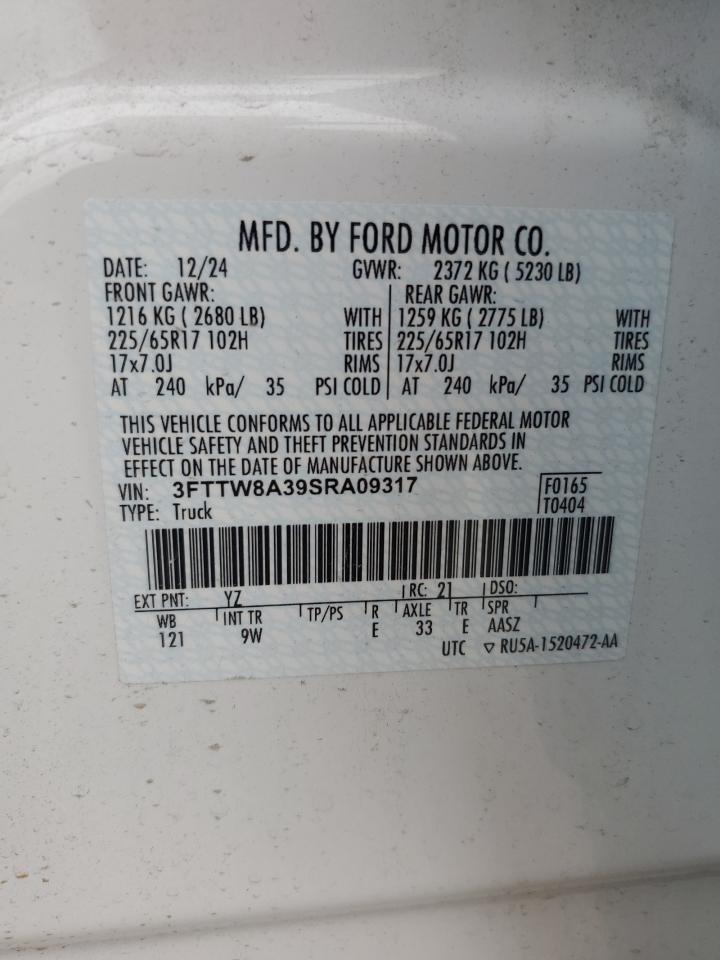 MFD. BY FORD MOTOR CO.
DATE: 12/24 GVWR: 2372 KG ( 5230 LB)
FRONT GAWR: REAR GAWR:
1216 KG ( 2680 LB) WITH 1259 KG ( 2775 LB) WITH
225/65R17 102H TIRES 225/65R17 102H TIRES
17x7.0J RIMS 17x7.0J RIMS
AT 240 kPa/ 35 PSI COLD AT 240 kPa/ 35 PSI COLD
THIS VEHICLE CONFORMS TO ALL APPLICABLE FEDERAL MOTOR
VEHICLE SAFETY AND THEFT PREVENTION STANDARDS IN
EFFECT ON THE DATE OF MANUFACTURE SHOWN ABOVE.
VIN: 3FTTW8A39SRA09317 F0165
TYPE: Truck T0404
EXT PNT: YZ RC: 21 DSO:
WB INT TR TP/PS R AXLE TR SPR
121 9W E 33 E AASZ
UTC ▽ RU5A-1520472-AA